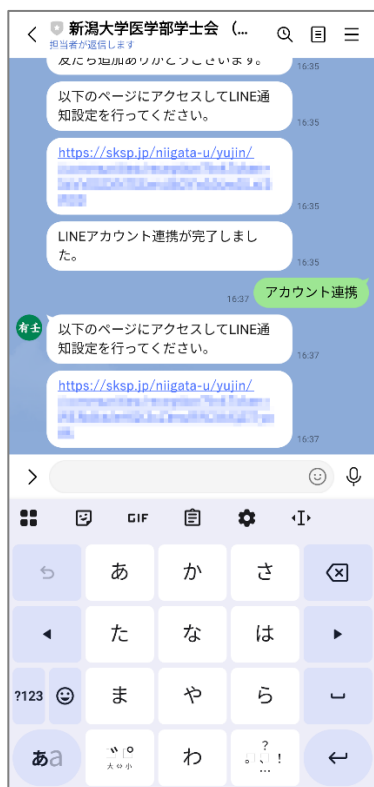 新潟大学医学部学士会 （...
担当者が返信します
友だち追加ありがとうございます。
16:35
以下のページにアクセスしてLINE通
知設定を行ってください。
16:35
https://sksp.jp/niigata-u/yujin/
16:35
LINEアカウント連携が完了しまし
た。
16:35
アカウント連携
16:37
有壬
以下のページにアクセスしてLINE通
知設定を行ってください。
16:37
https://sksp.jp/niigata-u/yujin/
16:37
GIF
あ か さ
た な は
?123 ま や ら
あa 大⇔小 わ 。、?!…